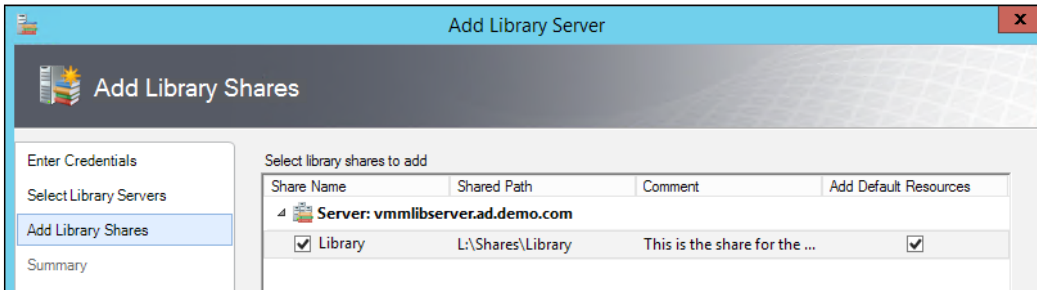 Add Library Server
x
Add Library Shares
Enter Credentials
Select Library Servers
Add Library Shares
Summary
Select library shares to add
Share Name Shared Path Comment Add Default Resources
Server: vmmlibserver.ad.demo.com
Library L:\Shares\Library This is the share for the ...